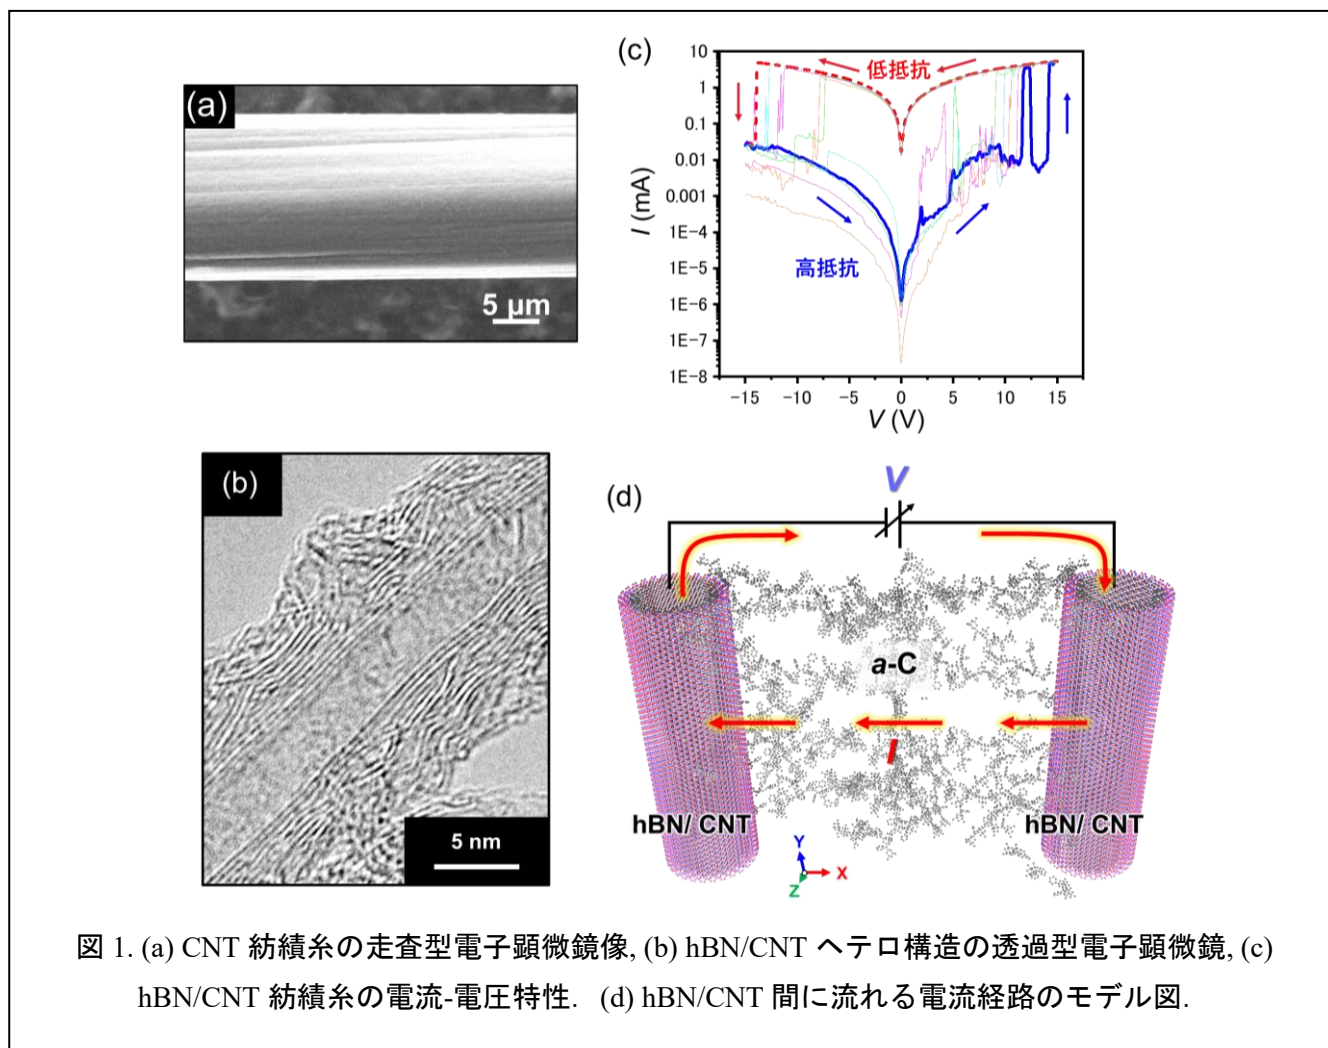 (a)
5 μm
(c)
10
1
0.1
0.01
0.001
1E-4
1E-5
1E-6
1E-7
1E-8
I (mA)
低抵抗
高抵抗
-15
-10
-5
0
5
10
15
V (V)
(b)
5 nm
(d)
V
a-C
I
hBN/ CNT
hBN/ CNT
Y
X
Z
図 1. (a) CNT 紡績糸の走査型電子顕微鏡像, (b) hBN/CNT ヘテロ構造の透過型電子顕微鏡, (c)
hBN/CNT 紡績糸の電流-電圧特性. (d) hBN/CNT 間に流れる電流経路のモデル図.